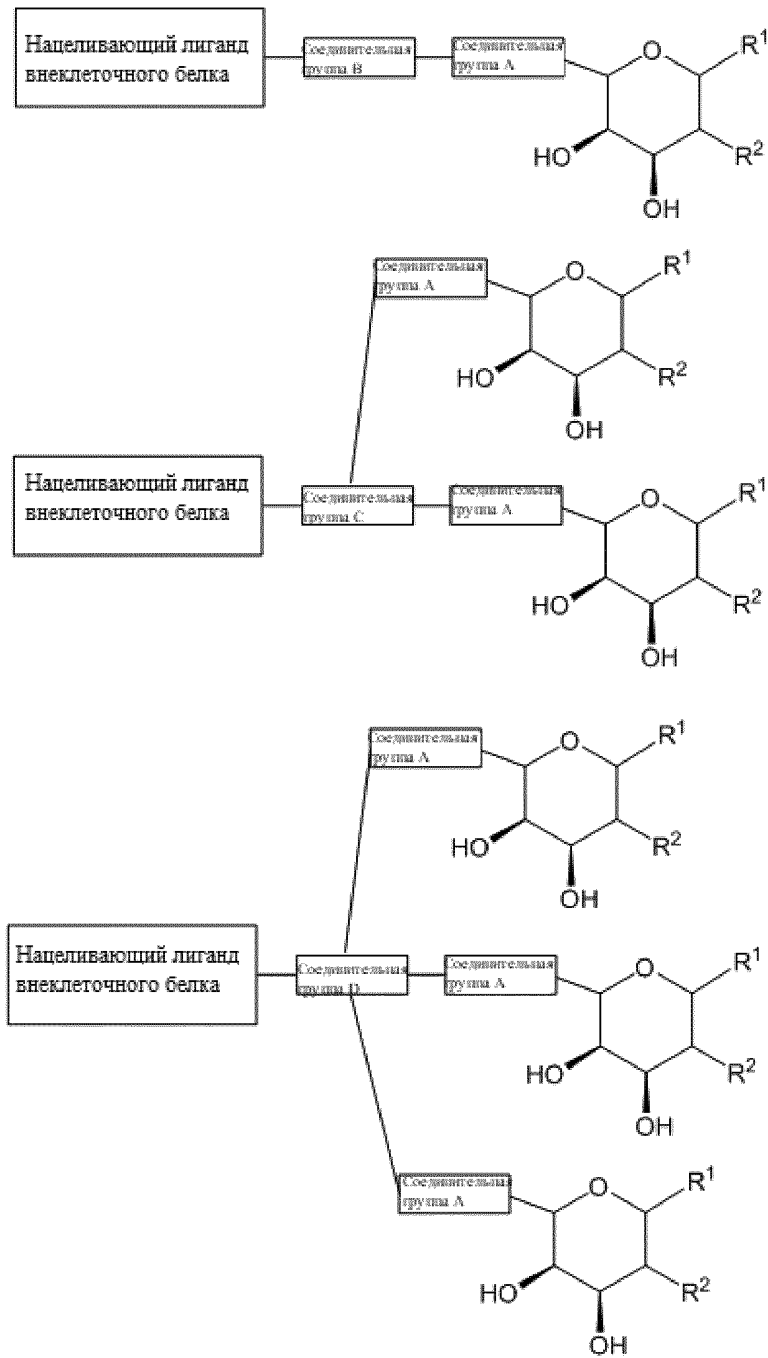 Нацеливающий лиганд
внеклеточного белка
Соединительная
группа B
Соединительная
группа A
O
R¹
R²
HO
OH
Соединительная
группа A
O
R¹
R²
HO
OH
Нацеливающий лиганд
внеклеточного белка
Соединительная
группа C
Соединительная
группа A
O
R¹
R²
HO
OH
Соединительная
группа A
O
R¹
R²
HO
OH
Нацеливающий лиганд
внеклеточного белка
Соединительная
группа D
Соединительная
группа A
O
R¹
R²
HO
OH
Соединительная
группа A
O
R¹
R²
HO
OH